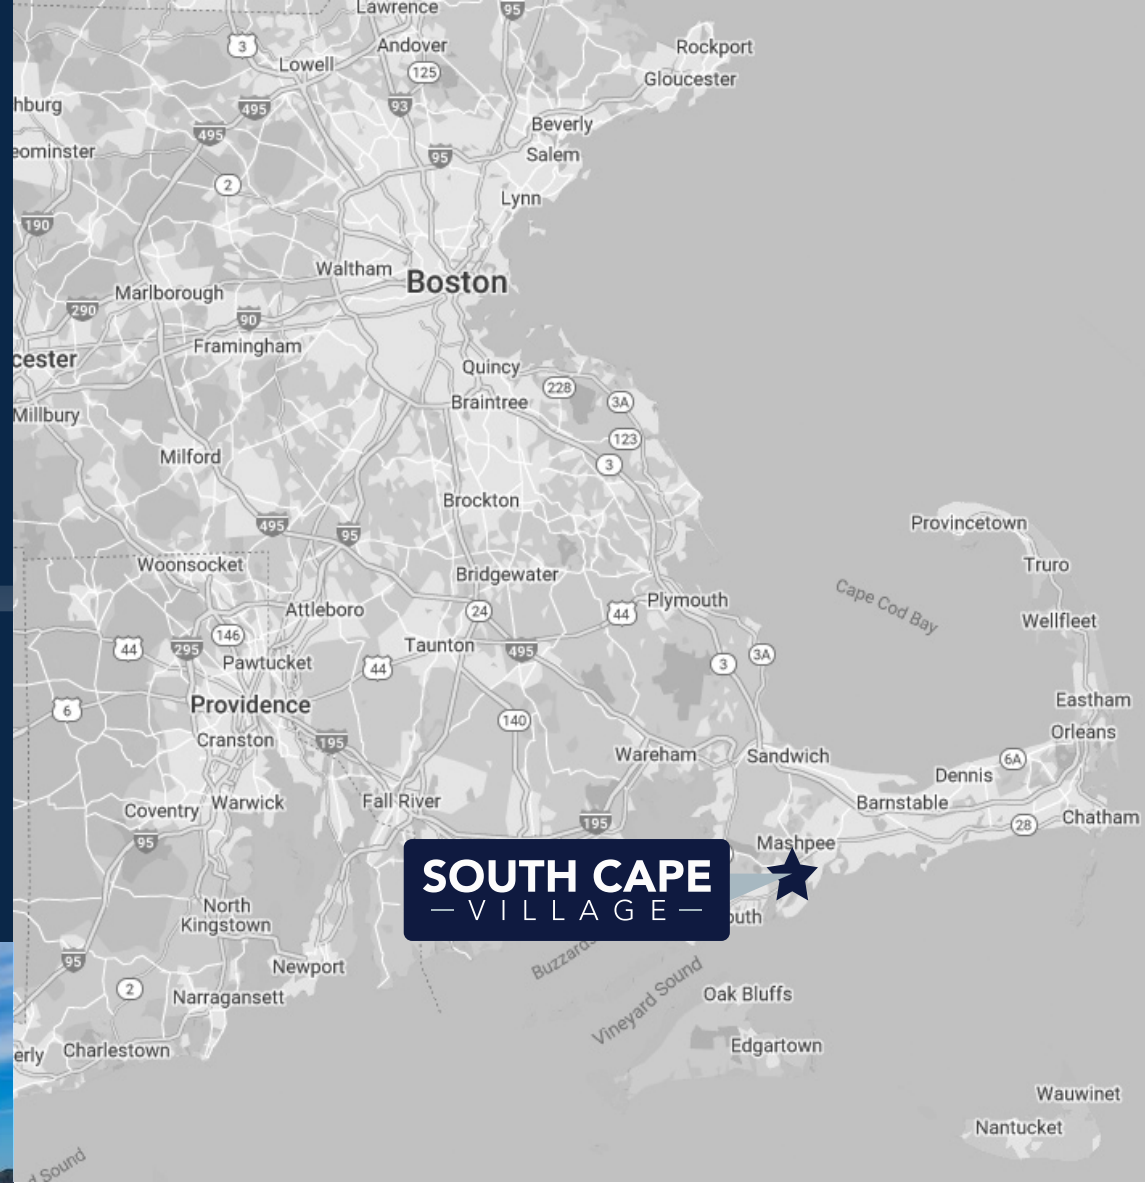 Lawrence
95
Rockport
3
Andover
Lowell
125
Gloucester
hburg
495
93
Beverly
495
eominster
95
Salem
2
Lynn
190
Waltham
Boston
Marlborough
290
90
Framingham
cester
Quincy
228
3A
Millbury
Braintree
123
Milford
3
Brockton
495
95
Provincetown
Woonsocket
Bridgewater
Truro
Cape Cod Bay
Attleboro
24
44
Plymouth
Wellfleet
146
44
295
Taunton
495
3A
Pawtucket
44
3
6
Providence
Eastham
140
Cranston
195
Orleans
Wareham
Sandwich
6A
Dennis
Coventry
Warwick
Fall River
Barnstable
195
28
Chatham
95
Mashpee
SOUTH CAPE
VILLAGE
North
Kingstown
outh
95
Newport
Buzzards
2
Narragansett
Vineyard Sound
Oak Bluffs
erly
Charlestown
Edgartown
Wauwinet
Nantucket
d Sound